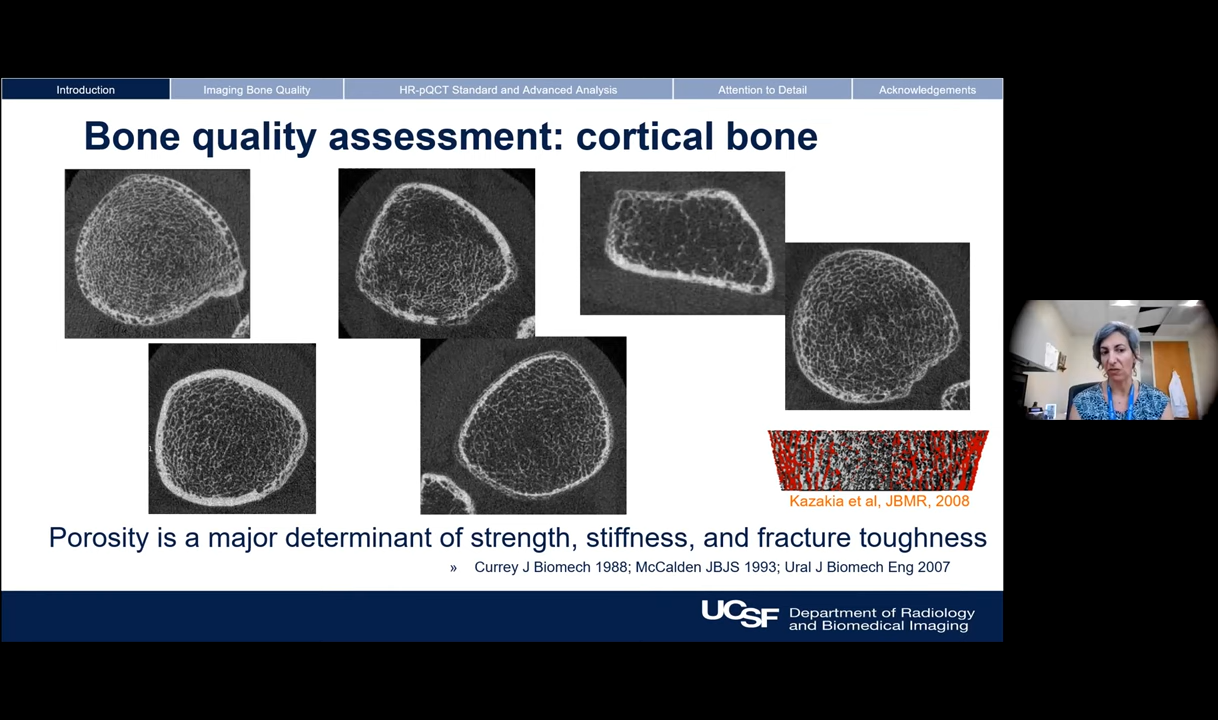 Introduction
Imaging Bone Quality
HR-pQCT Standard and Advanced Analysis
Attention to Detail
Acknowledgements
Bone quality assessment: cortical bone
Kazakia et al, JBMR, 2008
Porosity is a major determinant of strength, stiffness, and fracture toughness
» Currey J Biomech 1988; McCalden JBJS 1993; Ural J Biomech Eng 2007
UCSF
Department of Radiology
and Biomedical Imaging